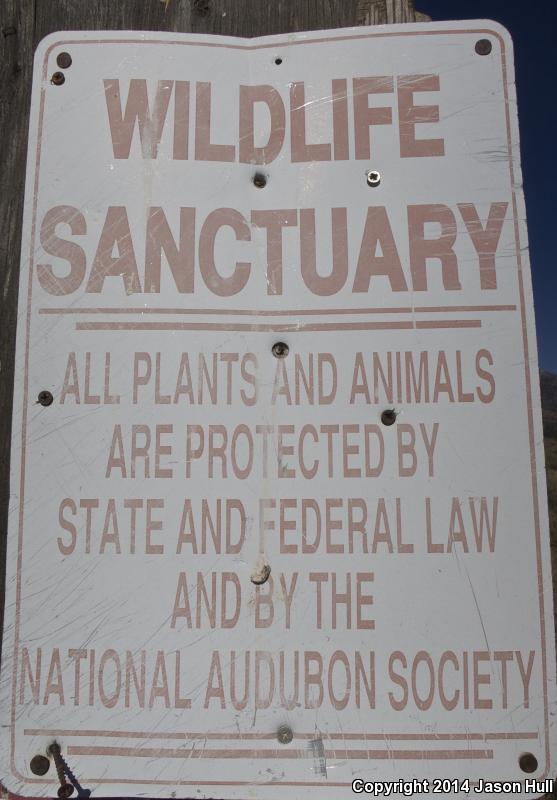 WILDLIFE
SANCTUARY
ALL PLANTS AND ANIMALS
ARE PROTECTED BY
STATE AND FEDERAL LAW
AND BY THE
NATIONAL AUDUBON SOCIETY
Copyright 2014 Jason Hull